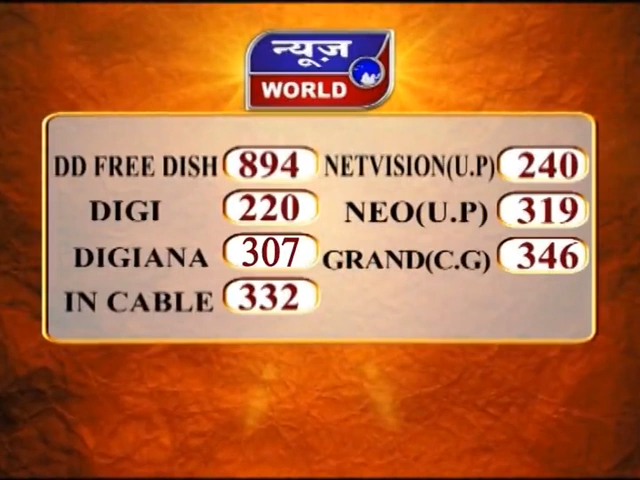 न्यूज़
WORLD
DD FREE DISH 894 NETVISION(U.P) 240
DIGI 220 NEO(U.P) 319
DIGIANA 307 GRAND(C.G) 346
IN CABLE 332